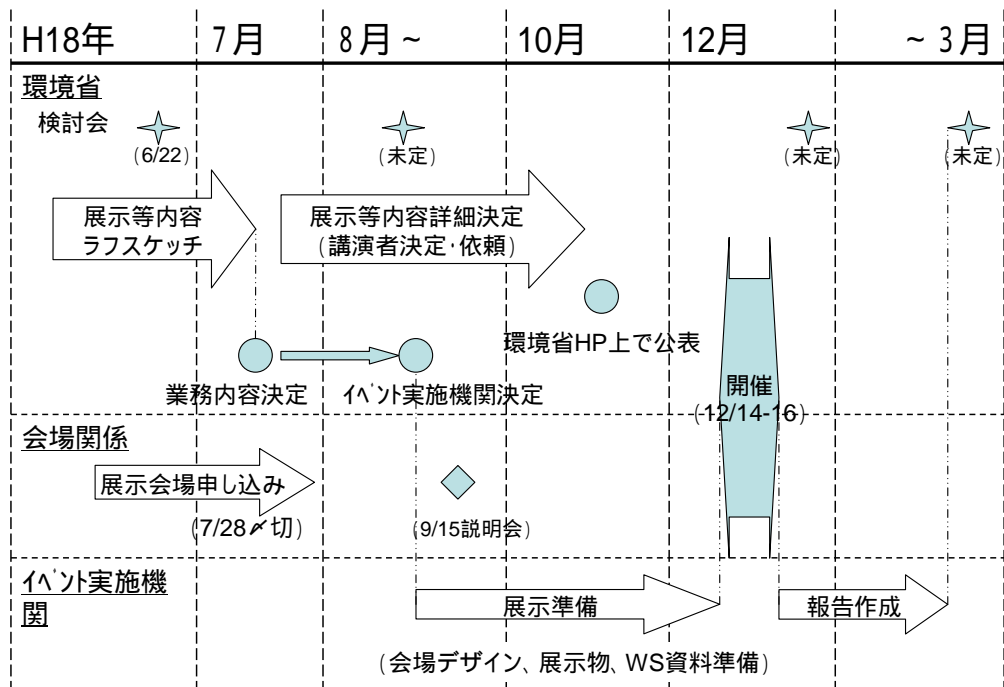 H18年 7月 8月~ 10月 12月 ~3月
環境省
検討会
(6/22) (未定) (未定) (未定)
展示等内容
ラフスケッチ
展示等内容詳細決定
(講演者決定・依頼)
環境省HP上で公表
業務内容決定 ｲﾍﾞﾝﾄ実施機関決定
開催
(12/14-16)
会場関係
展示会場申し込み
(7/28〆切) (9/15説明会)
ｲﾍﾞﾝﾄ実施機
関
展示準備 報告作成
(会場デザイン、展示物、WS資料準備)